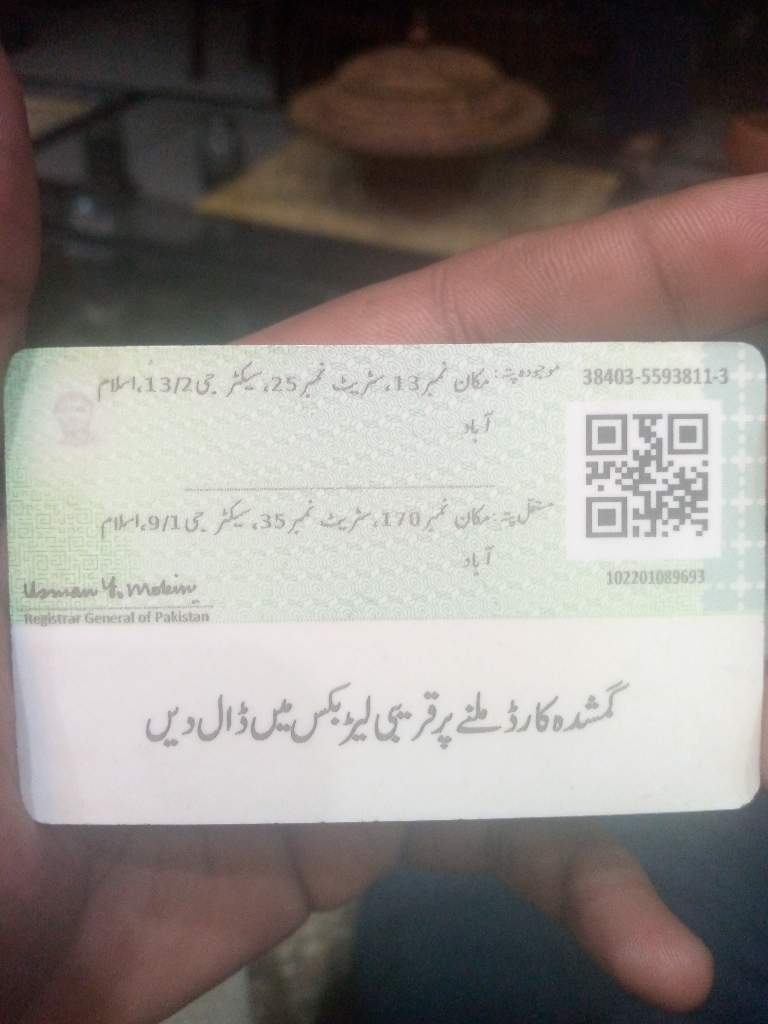 38403-5593811-3
موجودہ پتہ: مکان نمبر 13، سٹریٹ نمبر 25، سیکٹر جی 13/2، اسلام
آباد
مستقل پتہ: مکان نمبر 170، سٹریٹ نمبر 35، سیکٹر جی 9/1، اسلام
آباد
102201089693
Usman Y. Mobin
Registrar General of Pakistan
گمشدہ کارڈ ملنے پر قریبی لیٹر بکس میں ڈال دیں